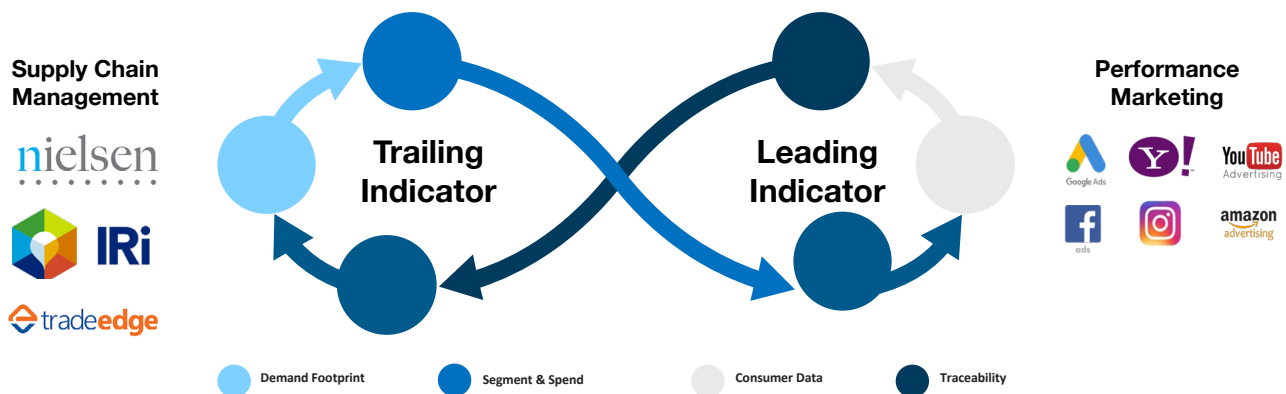 Supply Chain
Management
nielsen
IRi
tradeedge
Trailing
Indicator
Leading
Indicator
Performance
Marketing
Google Ads
Y!
YouTube
Advertising
f
ads
amazon
advertising
Demand Footprint
Segment & Spend
Consumer Data
Traceability